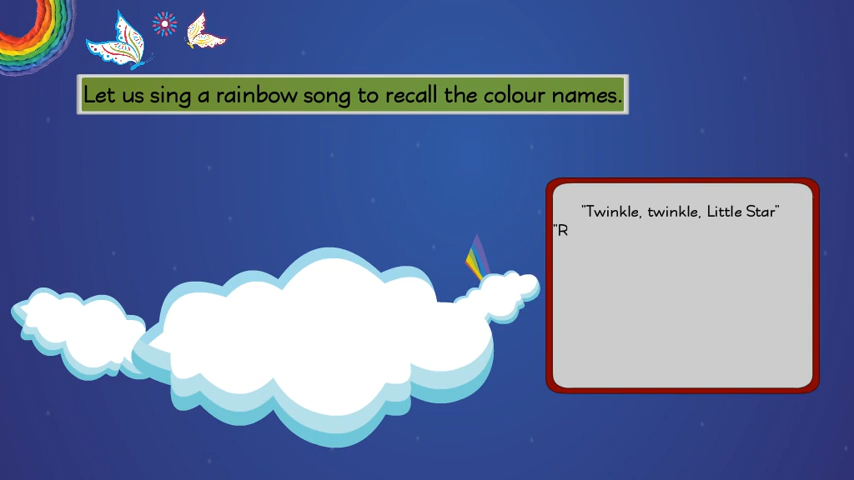 Let us sing a rainbow song to recall the colour names.
"Twinkle, twinkle, Little Star"
"R